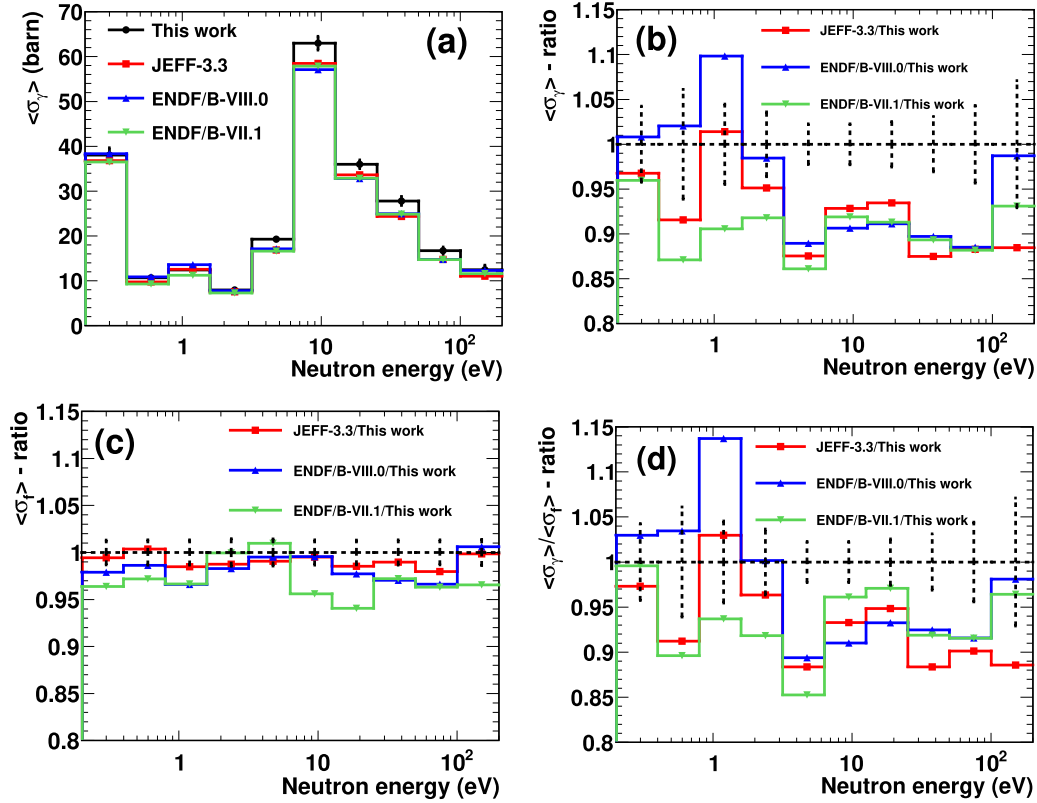 <σγ> (barn)
70
60
50
40
30
20
10
0
This work
JEFF-3.3
ENDF/B-VIII.0
ENDF/B-VII.1
(a)
1
10
10²
Neutron energy (eV)
<σγ> - ratio
1.15
1.1
1.05
1
0.95
0.9
0.85
0.8
(b)
JEFF-3.3/This work
ENDF/B-VIII.0/This work
ENDF/B-VII.1/This work
1
10
10²
Neutron energy (eV)
<σf> - ratio
1.15
1.1
1.05
1
0.95
0.9
0.85
0.8
(c)
JEFF-3.3/This work
ENDF/B-VIII.0/This work
ENDF/B-VII.1/This work
1
10
10²
Neutron energy (eV)
<σγ>/<σf> - ratio
1.15
1.1
1.05
1
0.95
0.9
0.85
0.8
(d)
JEFF-3.3/This work
ENDF/B-VIII.0/This work
ENDF/B-VII.1/This work
1
10
10²
Neutron energy (eV)